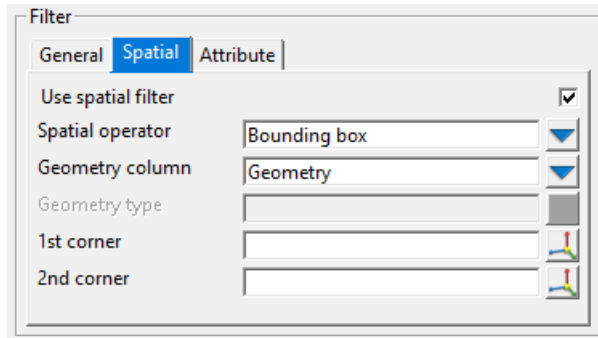 Filter
General Spatial Attribute
Use spatial filter
Spatial operator Bounding box
Geometry column Geometry
Geometry type
1st corner
2nd corner